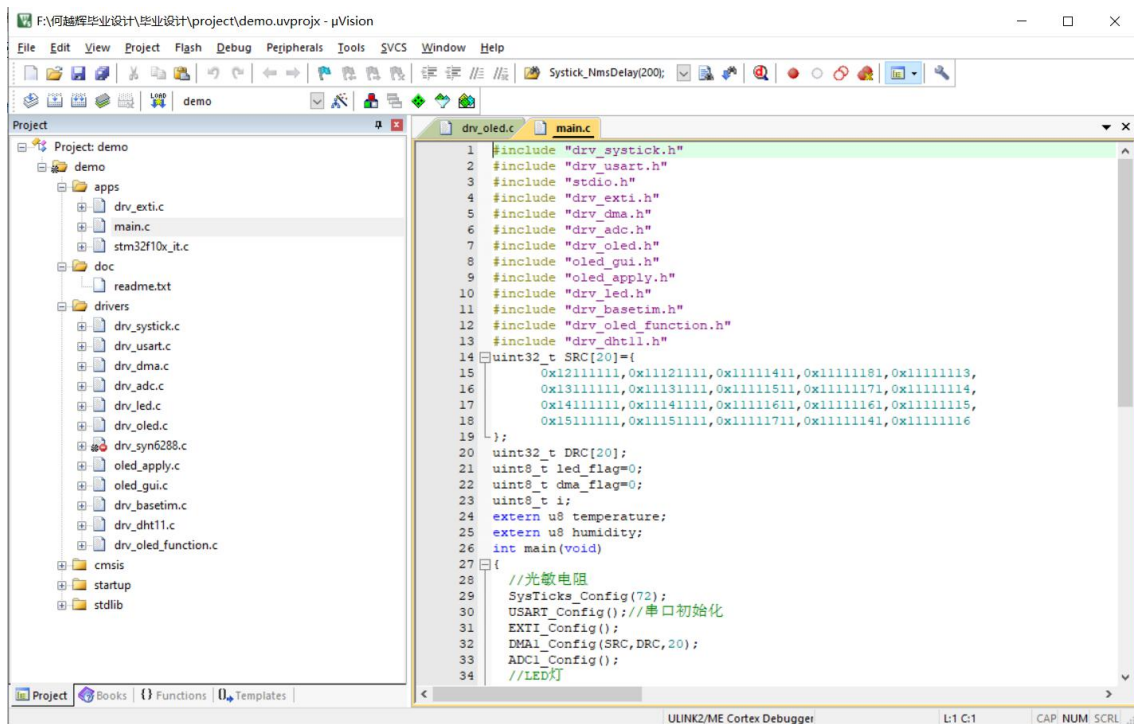 F:\何越辉毕业设计\毕业设计\project\demo.uvprojx - µVision
File Edit View Project Flash Debug Peripherals Tools SVCS Window Help
Systick_NmsDelay(200);
LOAD demo
Project
drv_oled.c main.c
Project: demo
demo
apps
drv_exti.c
main.c
stm32f10x_it.c
doc
readme.txt
drivers
drv_systick.c
drv_usart.c
drv_dma.c
drv_adc.c
drv_led.c
drv_oled.c
drv_syn6288.c
oled_apply.c
oled_gui.c
drv_basetim.c
drv_dht11.c
drv_oled_function.c
cmsis
startup
stdlib
1 #include "drv_systick.h"
2 #include "drv_usart.h"
3 #include "stdio.h"
4 #include "drv_exti.h"
5 #include "drv_dma.h"
6 #include "drv_adc.h"
7 #include "drv_oled.h"
8 #include "oled_gui.h"
9 #include "oled_apply.h"
10 #include "drv_led.h"
11 #include "drv_basetim.h"
12 #include "drv_oled_function.h"
13 #include "drv_dht11.h"
14 uint32_t SRC[20]={
15 0x12111111,0x11121111,0x11111411,0x11111181,0x11111113,
16 0x13111111,0x11131111,0x11111511,0x11111171,0x11111114,
17 0x14111111,0x11141111,0x11111611,0x11111161,0x11111115,
18 0x15111111,0x11151111,0x11111711,0x11111141,0x11111116
19 };
20 uint32_t DRC[20];
21 uint8_t led_flag=0;
22 uint8_t dma_flag=0;
23 uint8_t i;
24 extern u8 temperature;
25 extern u8 humidity;
26 int main(void)
27 {
28 //光敏电阻
29 SysTicks_Config(72);
30 USART_Config();//串口初始化
31 EXTI_Config();
32 DMA1_Config(SRC,DRC,20);
33 ADC1_Config();
34 //LED灯
Project Books {} Functions 0 Templates
ULINK2/ME Cortex Debugger L:1 C:1 CAP NUM SCRL